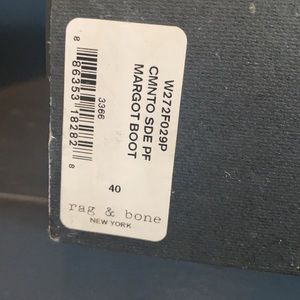 W272F029P
CMNTO SDE PF
MARGOT BOOT
3366
8 86353 18282 8
40
rag & bone
NEW YORK